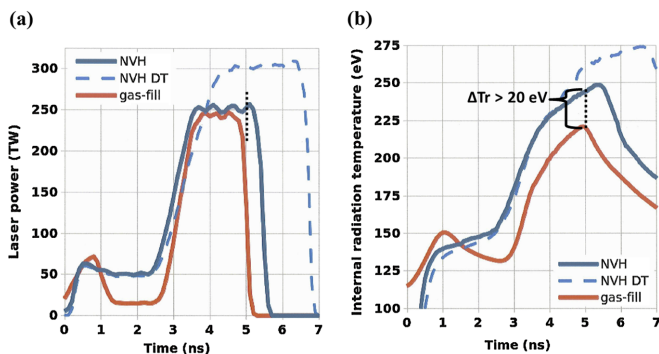 (a)
Laser power (TW)
300
250
200
150
100
50
0
NVH
NVH DT
gas-fill
0 1 2 3 4 5 6 7
Time (ns)
(b)
Internal radiation temperature (eV)
275
250
225
200
175
150
125
100
ΔTr > 20 eV
NVH
NVH DT
gas-fill
0 1 2 3 4 5 6 7
Time (ns)